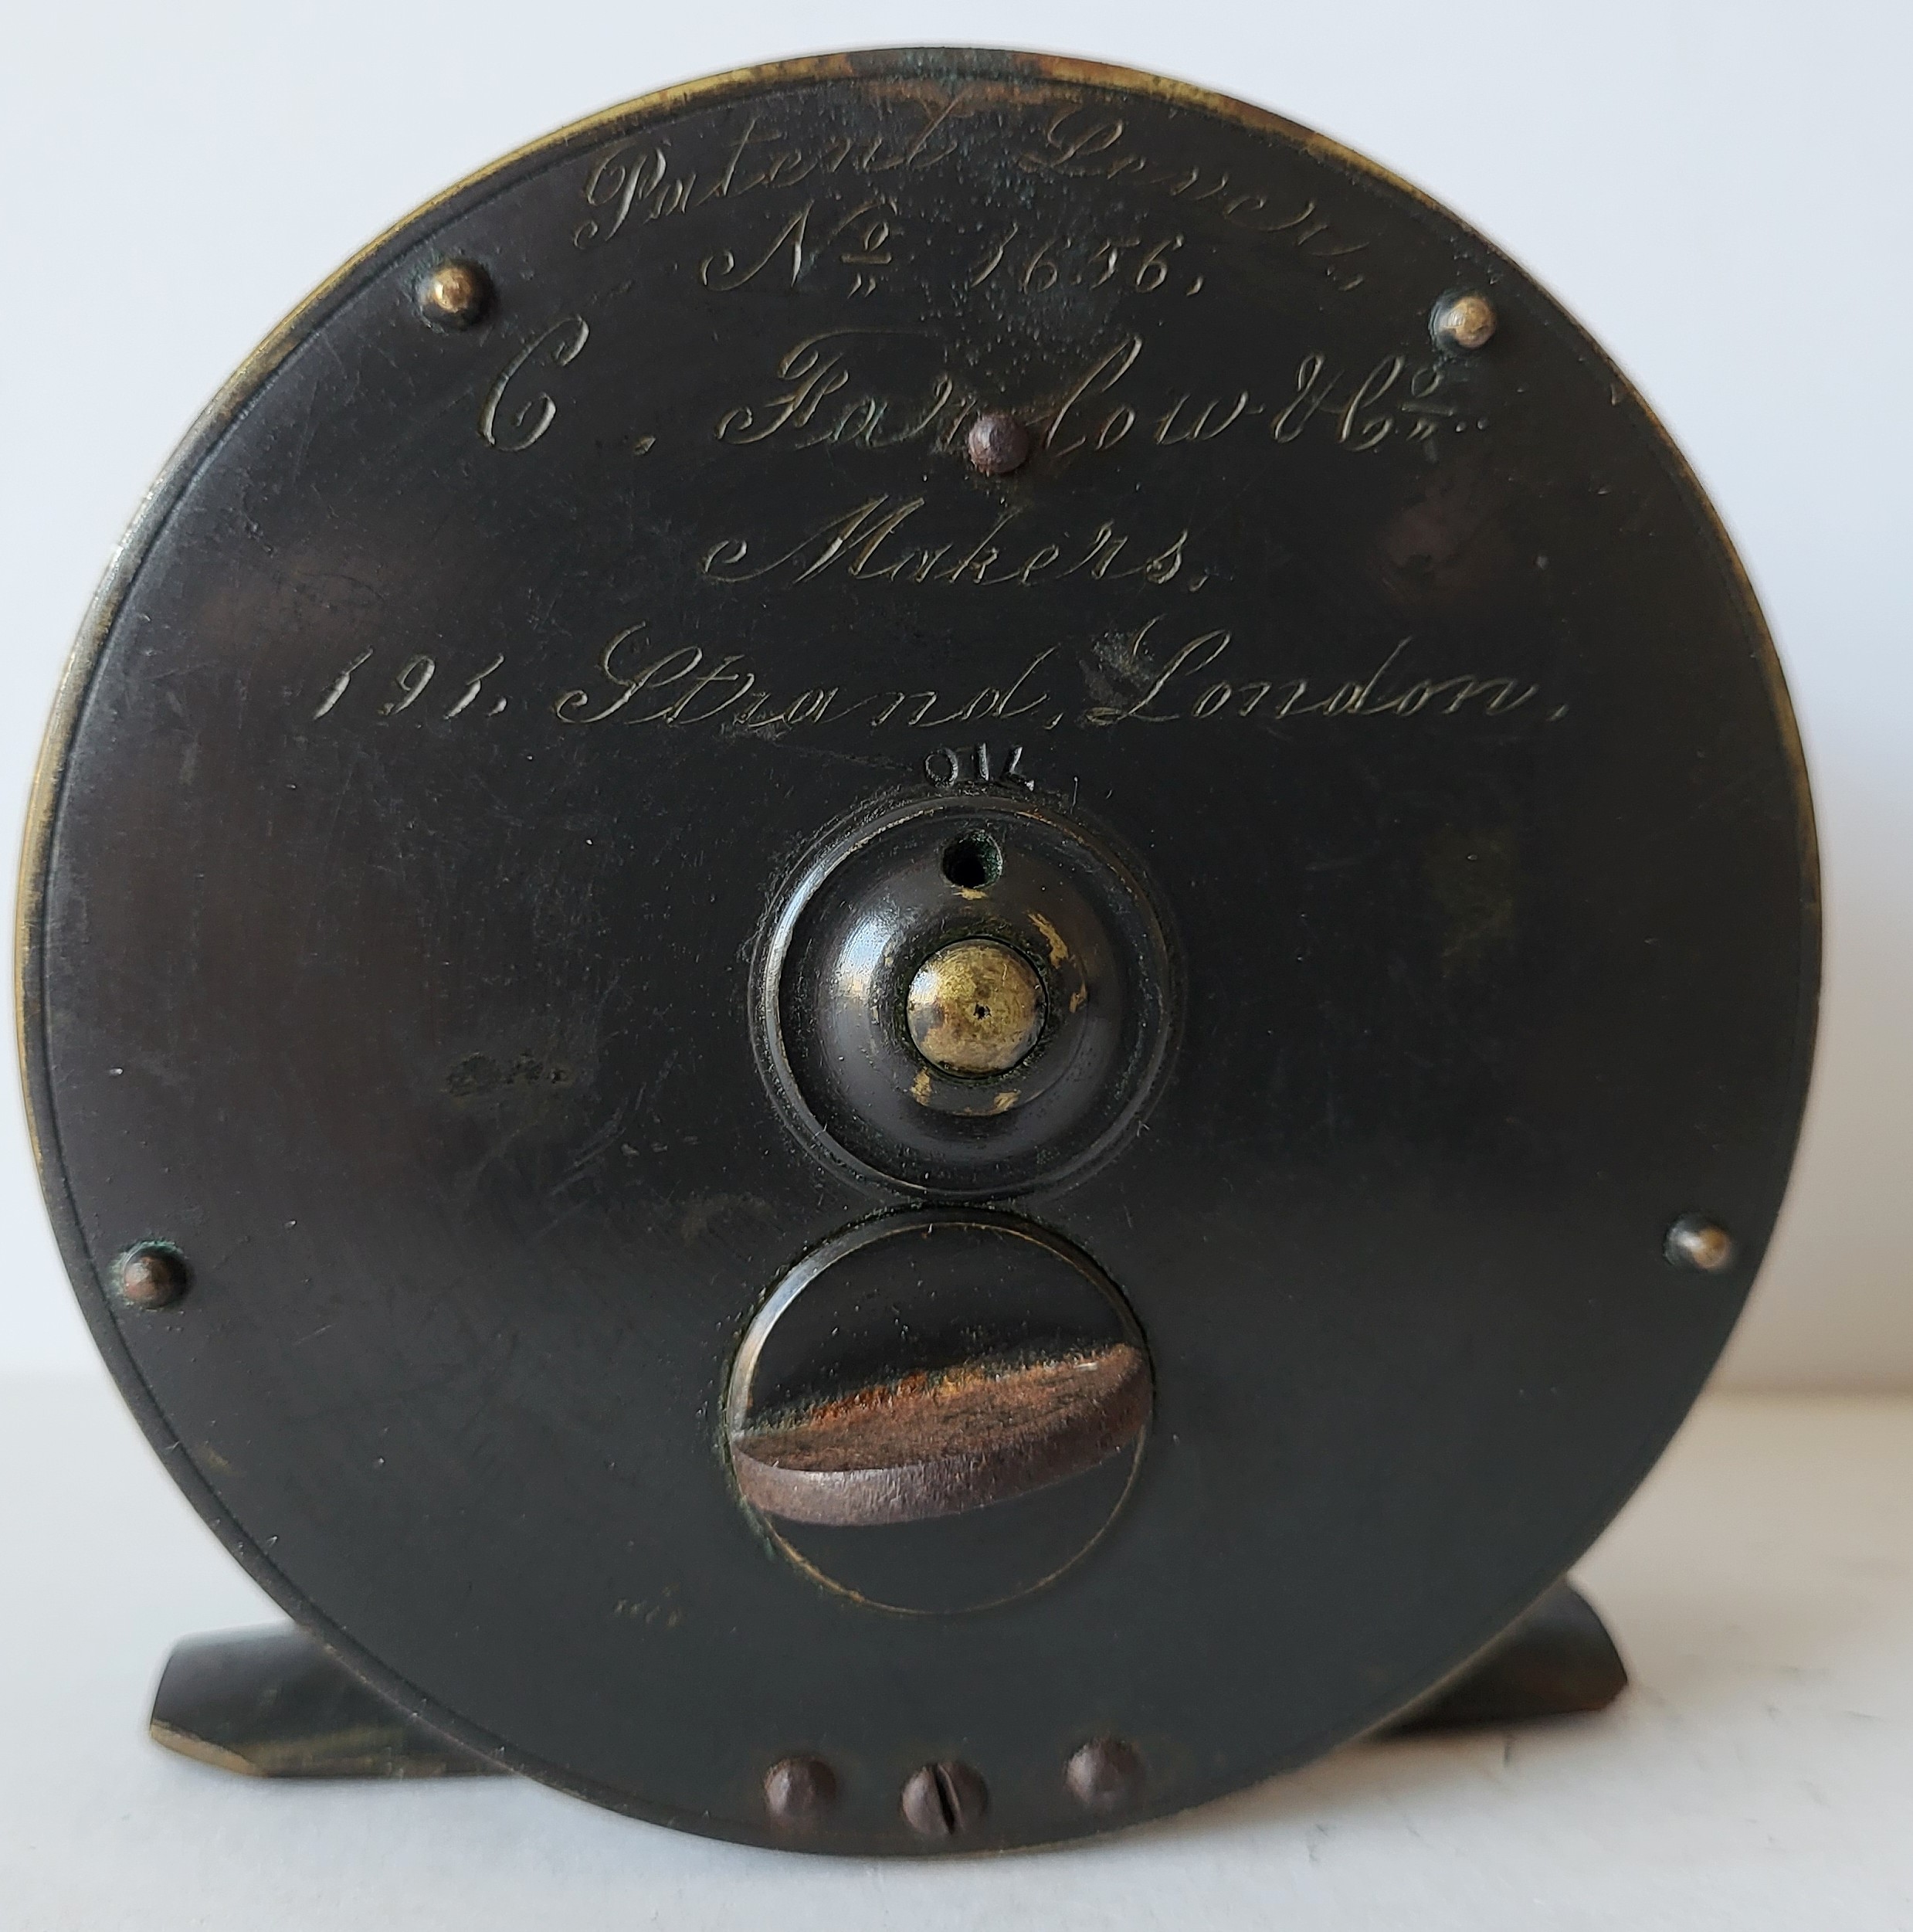 Patent Lever,
Nº 1656,
C. Farlow & Cº
Makers,
191, Strand, London,
OIL